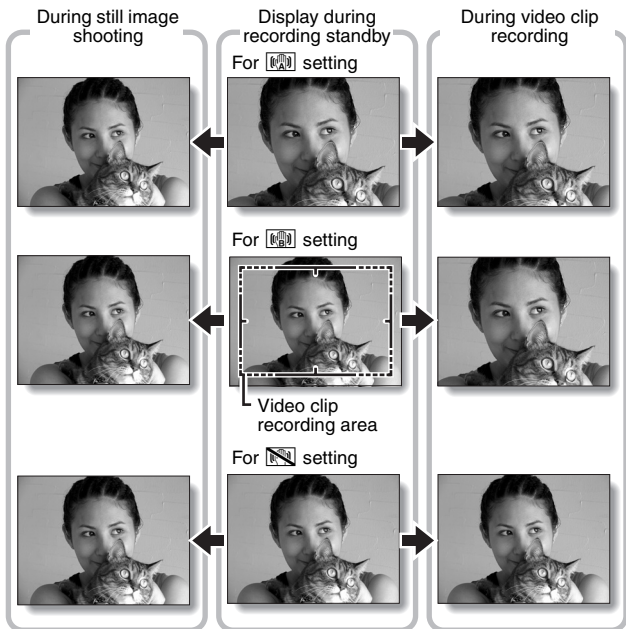 During still image
shooting
Display during
recording standby
During video clip
recording
For A setting
For B setting
Video clip
recording area
For setting